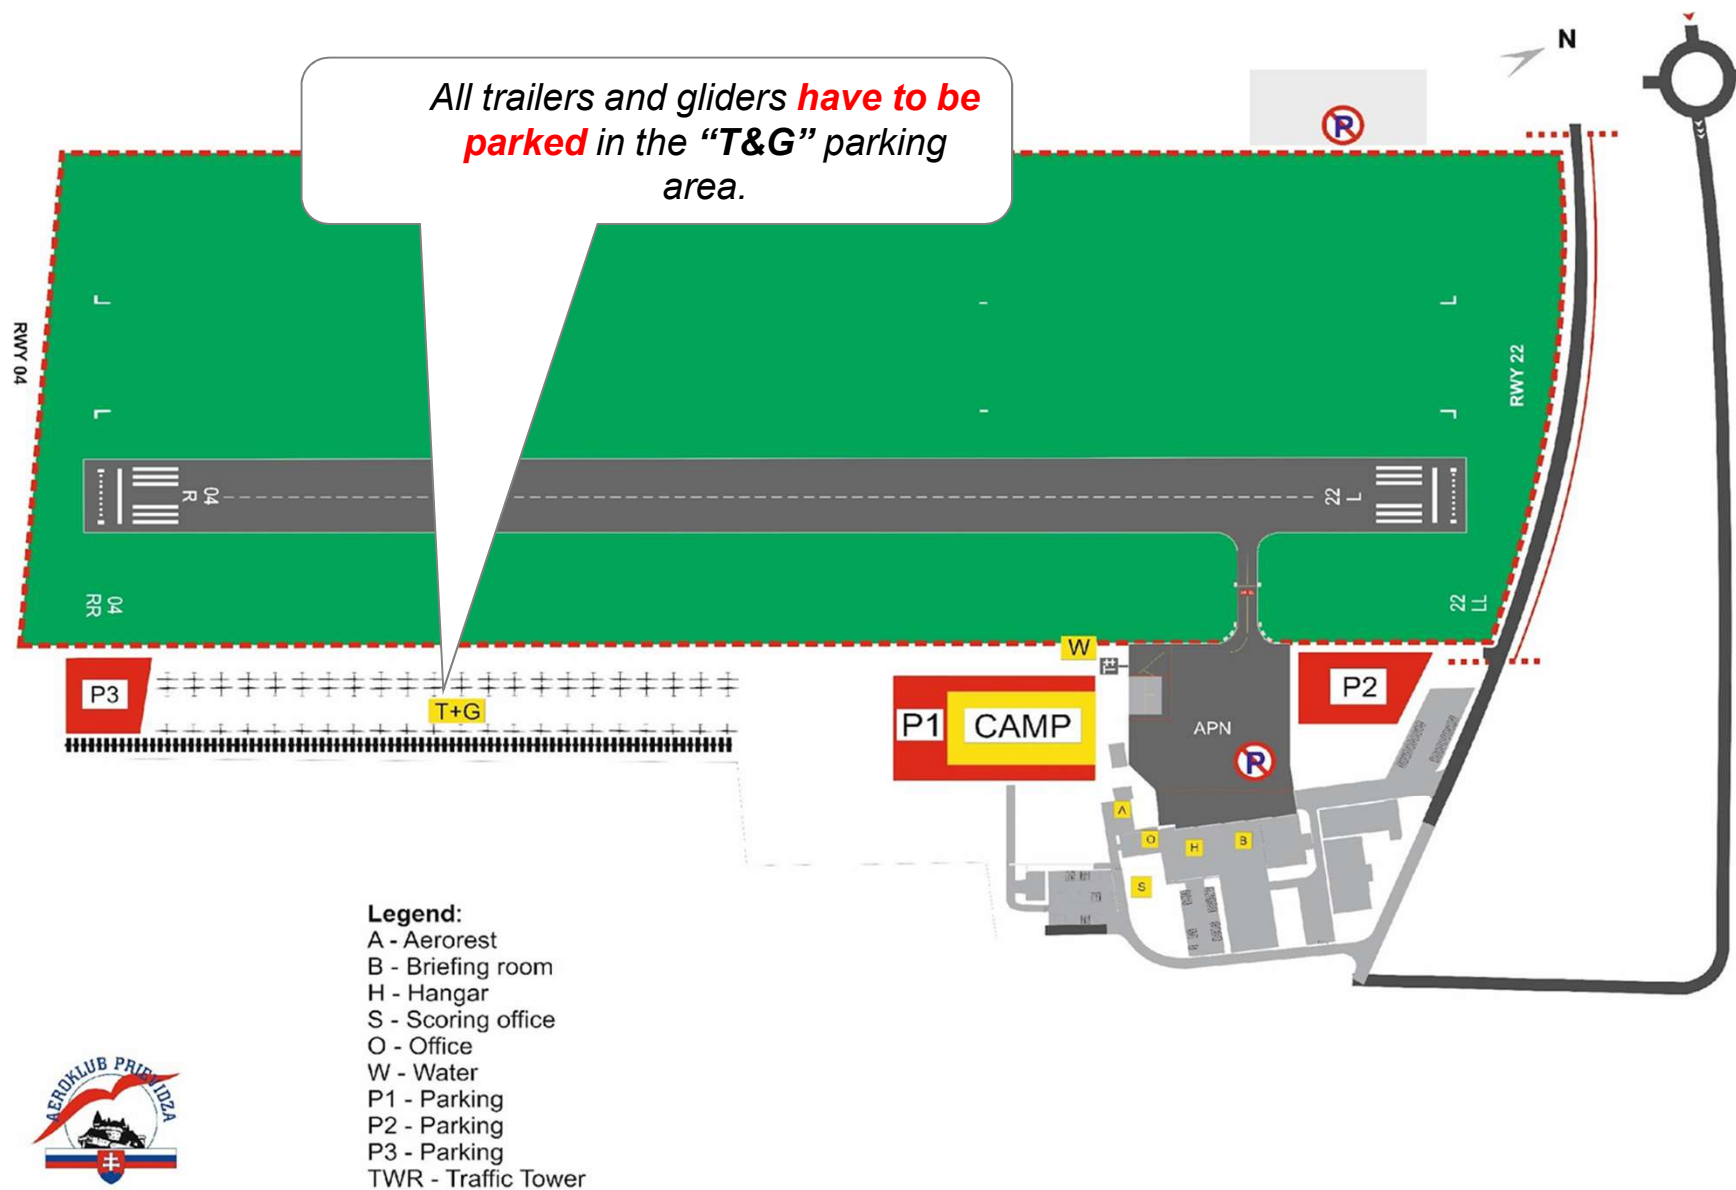 N
All trailers and gliders have to be
parked in the “T&G” parking
area.
P
RWY 04
RWY 22
04
R
22
L
04
RR
22
LL
W
P3
T+G
P1
CAMP
P2
APN
P
A
O
H
B
S
Legend:
A - Aerorest
B - Briefing room
H - Hangar
S - Scoring office
O - Office
W - Water
P1 - Parking
P2 - Parking
P3 - Parking
TWR - Traffic Tower
AEROKLUB PRIEVIDZA